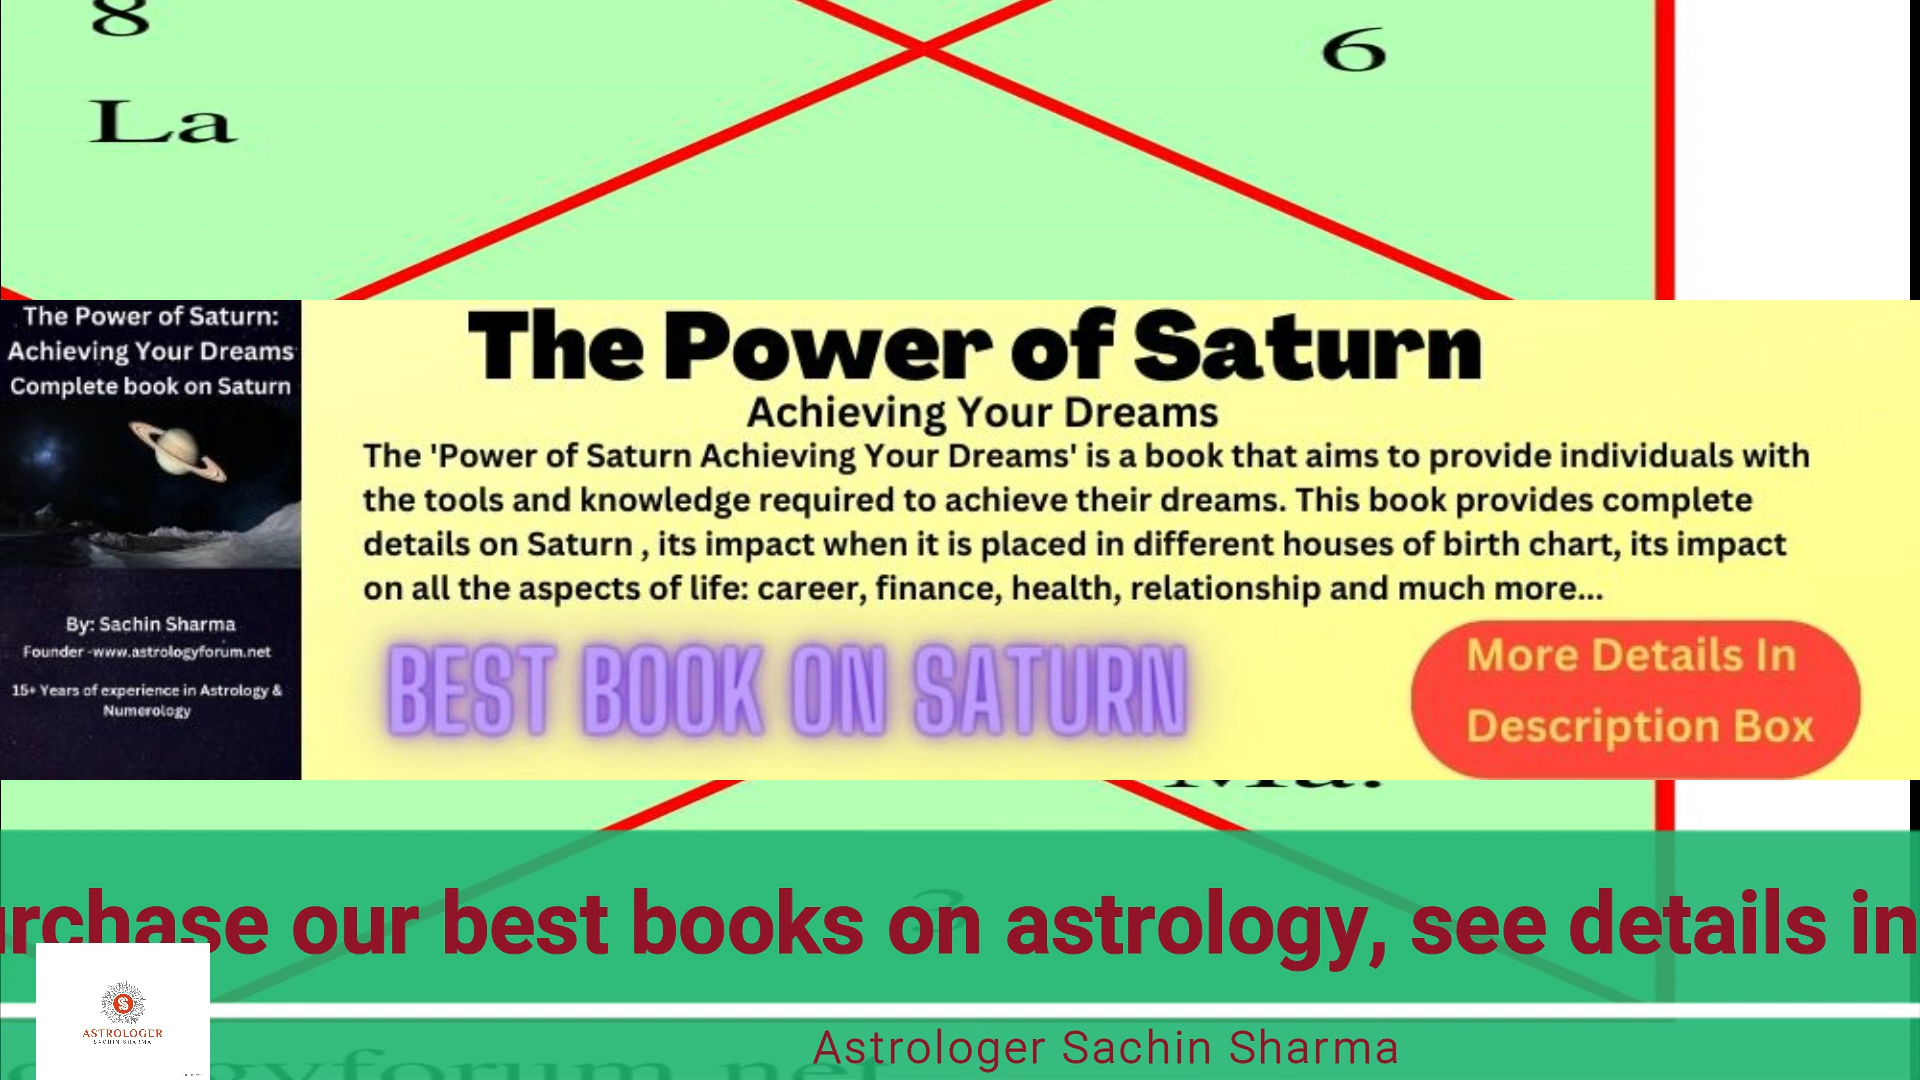 8
6
La
The Power of Saturn:
Achieving Your Dreams
Complete book on Saturn
By: Sachin Sharma
Founder -www.astrologyforum.net
15+ Years of experience in Astrology &
Numerology
The Power of Saturn
Achieving Your Dreams
The 'Power of Saturn Achieving Your Dreams' is a book that aims to provide individuals with
the tools and knowledge required to achieve their dreams. This book provides complete
details on Saturn , its impact when it is placed in different houses of birth chart, its impact
on all the aspects of life: career, finance, health, relationship and much more...
BEST BOOK ON SATURN
More Details In
Description Box
3
urchase our best books on astrology, see details in
ASTROLOGER
SACHIN SHARMA
Astrologer Sachin Sharma
ogyforum.net